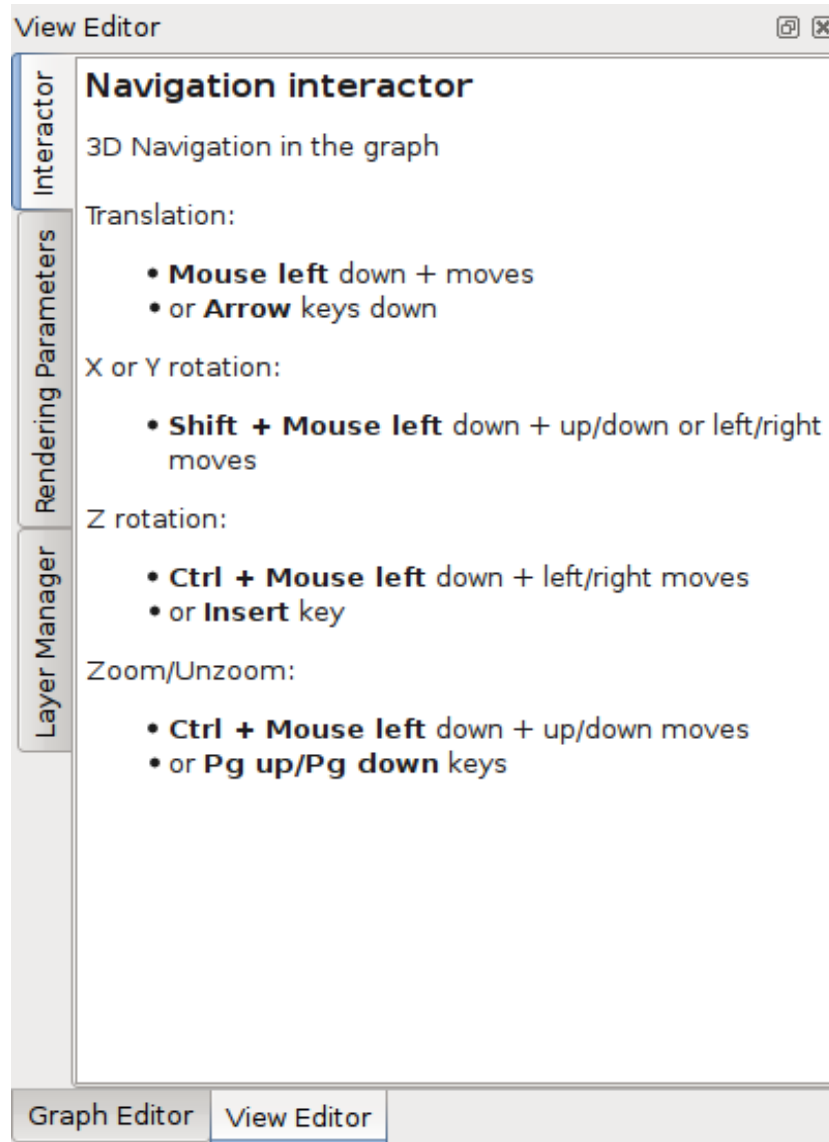 View Editor
Interactor
Rendering Parameters
Layer Manager
Navigation interactor
3D Navigation in the graph
Translation:
• Mouse left down + moves
• or Arrow keys down
X or Y rotation:
• Shift + Mouse left down + up/down or left/right
moves
Z rotation:
• Ctrl + Mouse left down + left/right moves
• or Insert key
Zoom/Unzoom:
• Ctrl + Mouse left down + up/down moves
• or Pg up/Pg down keys
Graph Editor View Editor